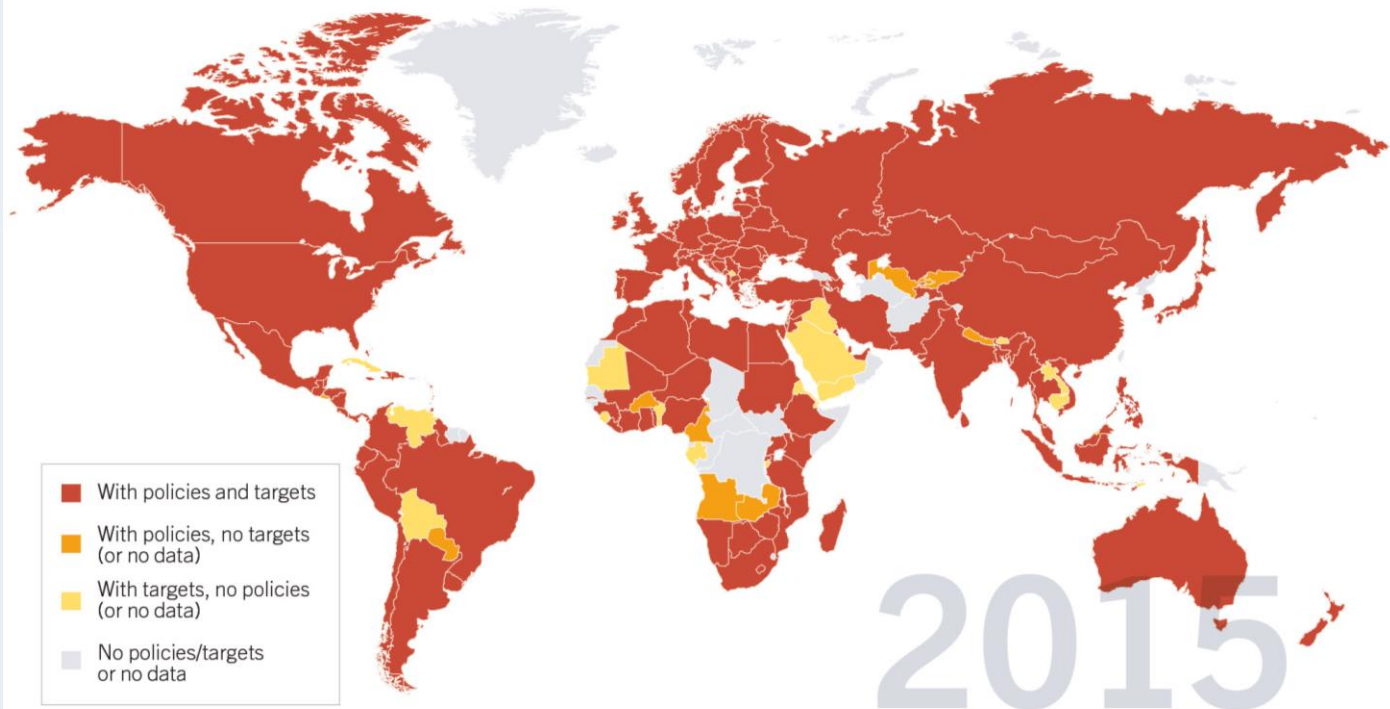 With policies and targets
With policies, no targets
(or no data)
With targets, no policies
(or no data)
No policies/targets
or no data
2015